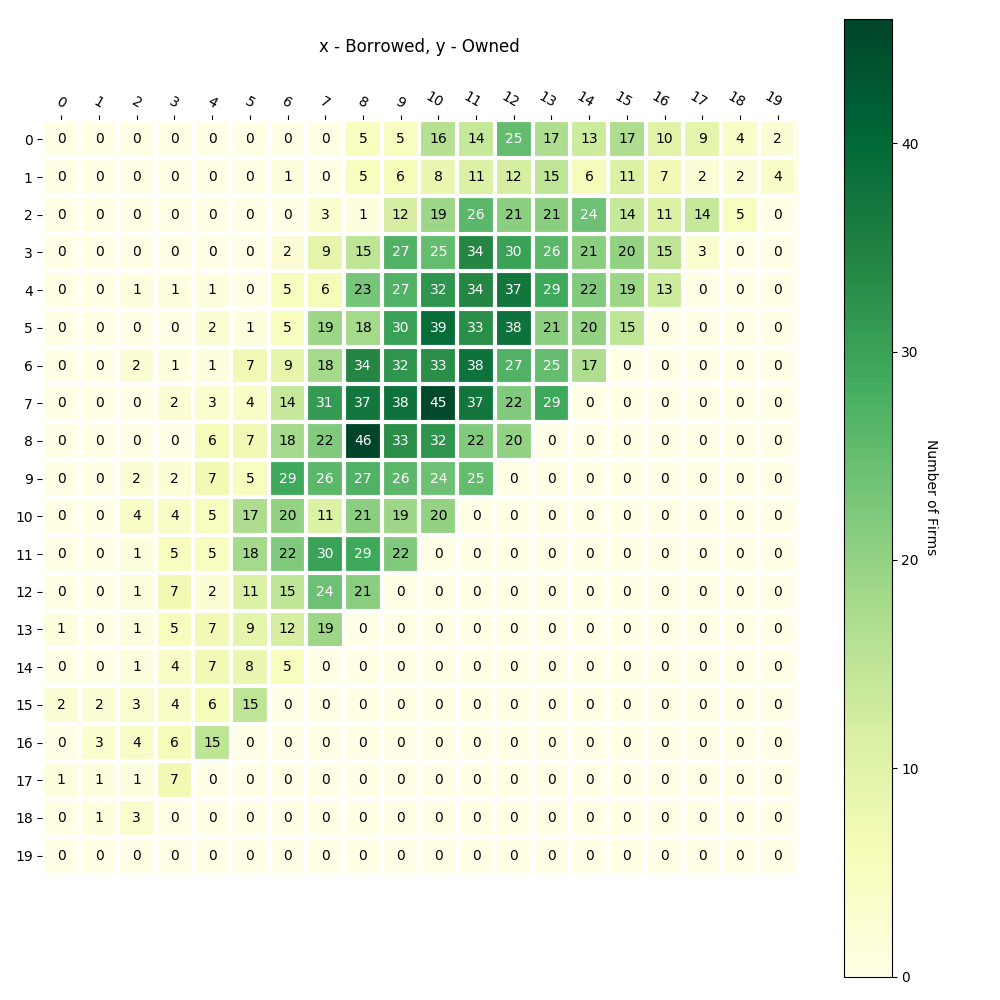 x - Borrowed, y - Owned
0 1 2 3 4 5 6 7 8 9 10 11 12 13 14 15 16 17 18 19
0 0 0 0 0 0 0 0 0 5 5 16 14 25 17 13 17 10 9 4 2
1 0 0 0 0 0 0 1 0 5 6 8 11 12 15 6 11 7 2 2 4
2 0 0 0 0 0 0 0 3 1 12 19 26 21 21 24 14 11 14 5 0
3 0 0 0 0 0 0 2 9 15 27 25 34 30 26 21 20 15 3 0 0
4 0 0 1 1 1 0 5 6 23 27 32 34 37 29 22 19 13 0 0 0
5 0 0 0 0 2 1 5 19 18 30 39 33 38 21 20 15 0 0 0 0
6 0 0 2 1 1 7 9 18 34 32 33 38 27 25 17 0 0 0 0 0
7 0 0 0 2 3 4 14 31 37 38 45 37 22 29 0 0 0 0 0 0
8 0 0 0 0 6 7 18 22 46 33 32 22 20 0 0 0 0 0 0 0
9 0 0 2 2 7 5 29 26 27 26 24 25 0 0 0 0 0 0 0 0
10 0 0 4 4 5 17 20 11 21 19 20 0 0 0 0 0 0 0 0 0
11 0 0 1 5 5 18 22 30 29 22 0 0 0 0 0 0 0 0 0 0
12 0 0 1 7 2 11 15 24 21 0 0 0 0 0 0 0 0 0 0 0
13 1 0 1 5 7 9 12 19 0 0 0 0 0 0 0 0 0 0 0 0
14 0 0 1 4 7 8 5 0 0 0 0 0 0 0 0 0 0 0 0 0
15 2 2 3 4 6 15 0 0 0 0 0 0 0 0 0 0 0 0 0 0
16 0 3 4 6 15 0 0 0 0 0 0 0 0 0 0 0 0 0 0 0
17 1 1 1 7 0 0 0 0 0 0 0 0 0 0 0 0 0 0 0 0
18 0 1 3 0 0 0 0 0 0 0 0 0 0 0 0 0 0 0 0 0
19 0 0 0 0 0 0 0 0 0 0 0 0 0 0 0 0 0 0 0 0
40
30
20
10
0
Number of Firms